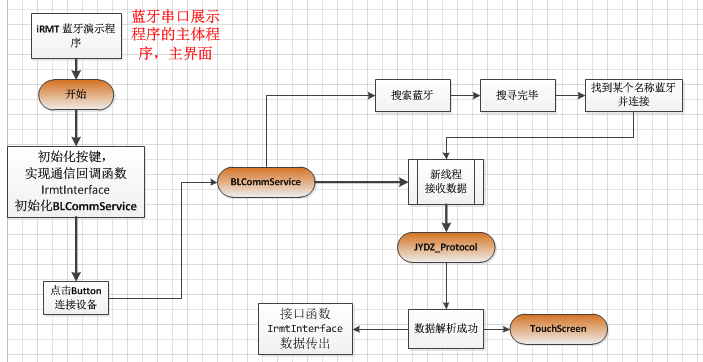 iRMT 蓝牙演示程
序
蓝牙串口展示
程序的主体程
序，主界面
开始
初始化按键，
实现通信回调函数
IrmtInterface
初始化BLCommService
点击Button
连接设备
BLCommService
搜索蓝牙
搜寻完毕
找到某个名称蓝牙
并连接
新线程
接收数据
JYDZ_Protocol
数据解析成功
接口函数
IrmtInterface
数据传出
TouchScreen